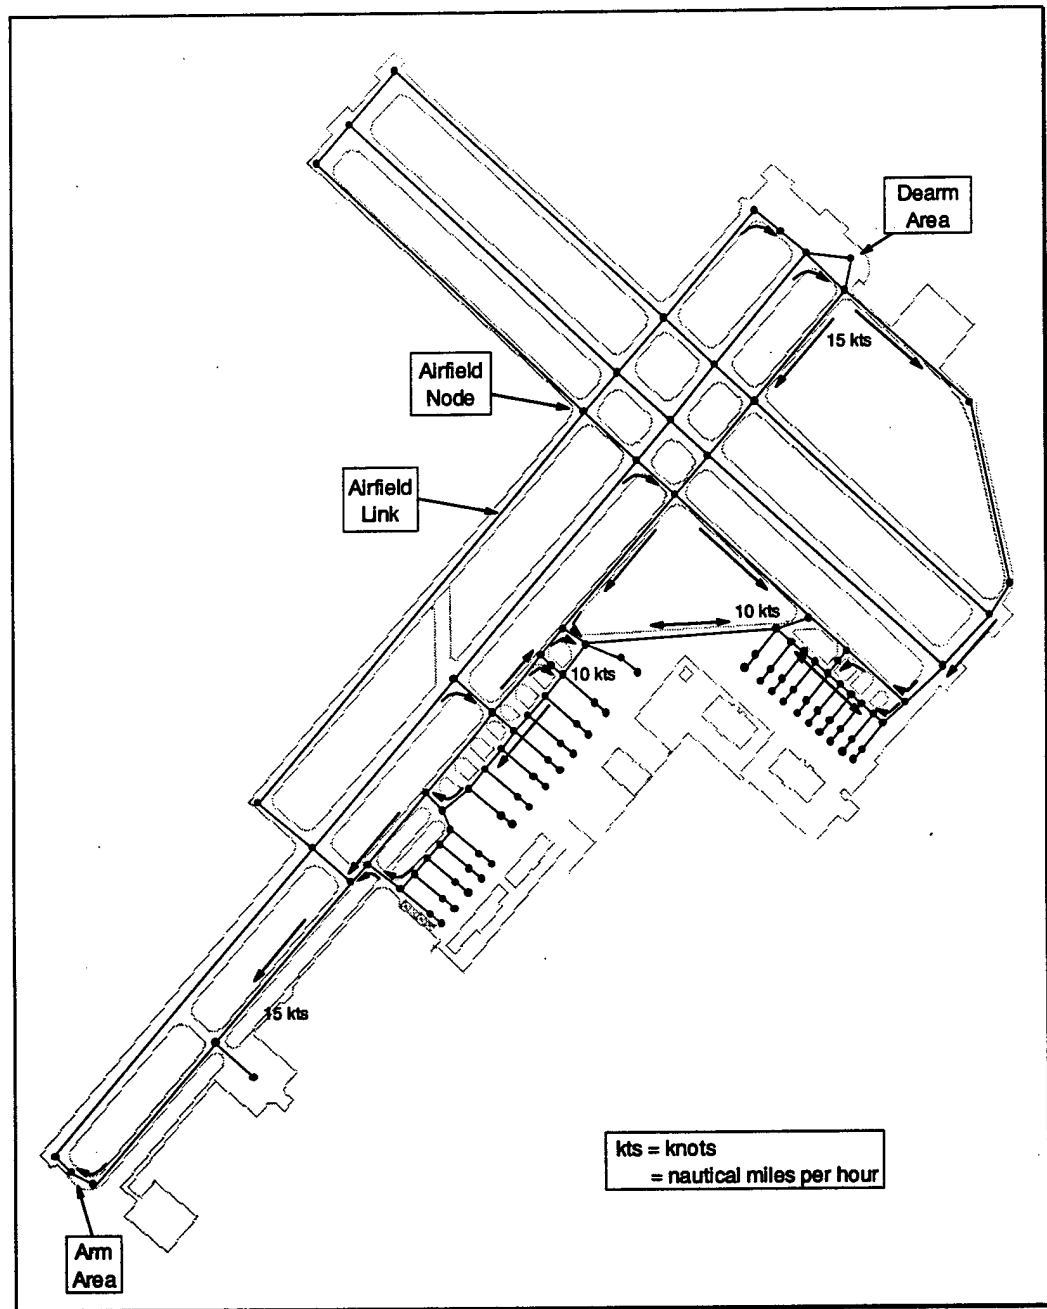 Dearm
Area
15 kts
Airfield
Node
Airfield
Link
10 kts
10 kts
15 kts
kts = knots
= nautical miles per hour
Arm
Area